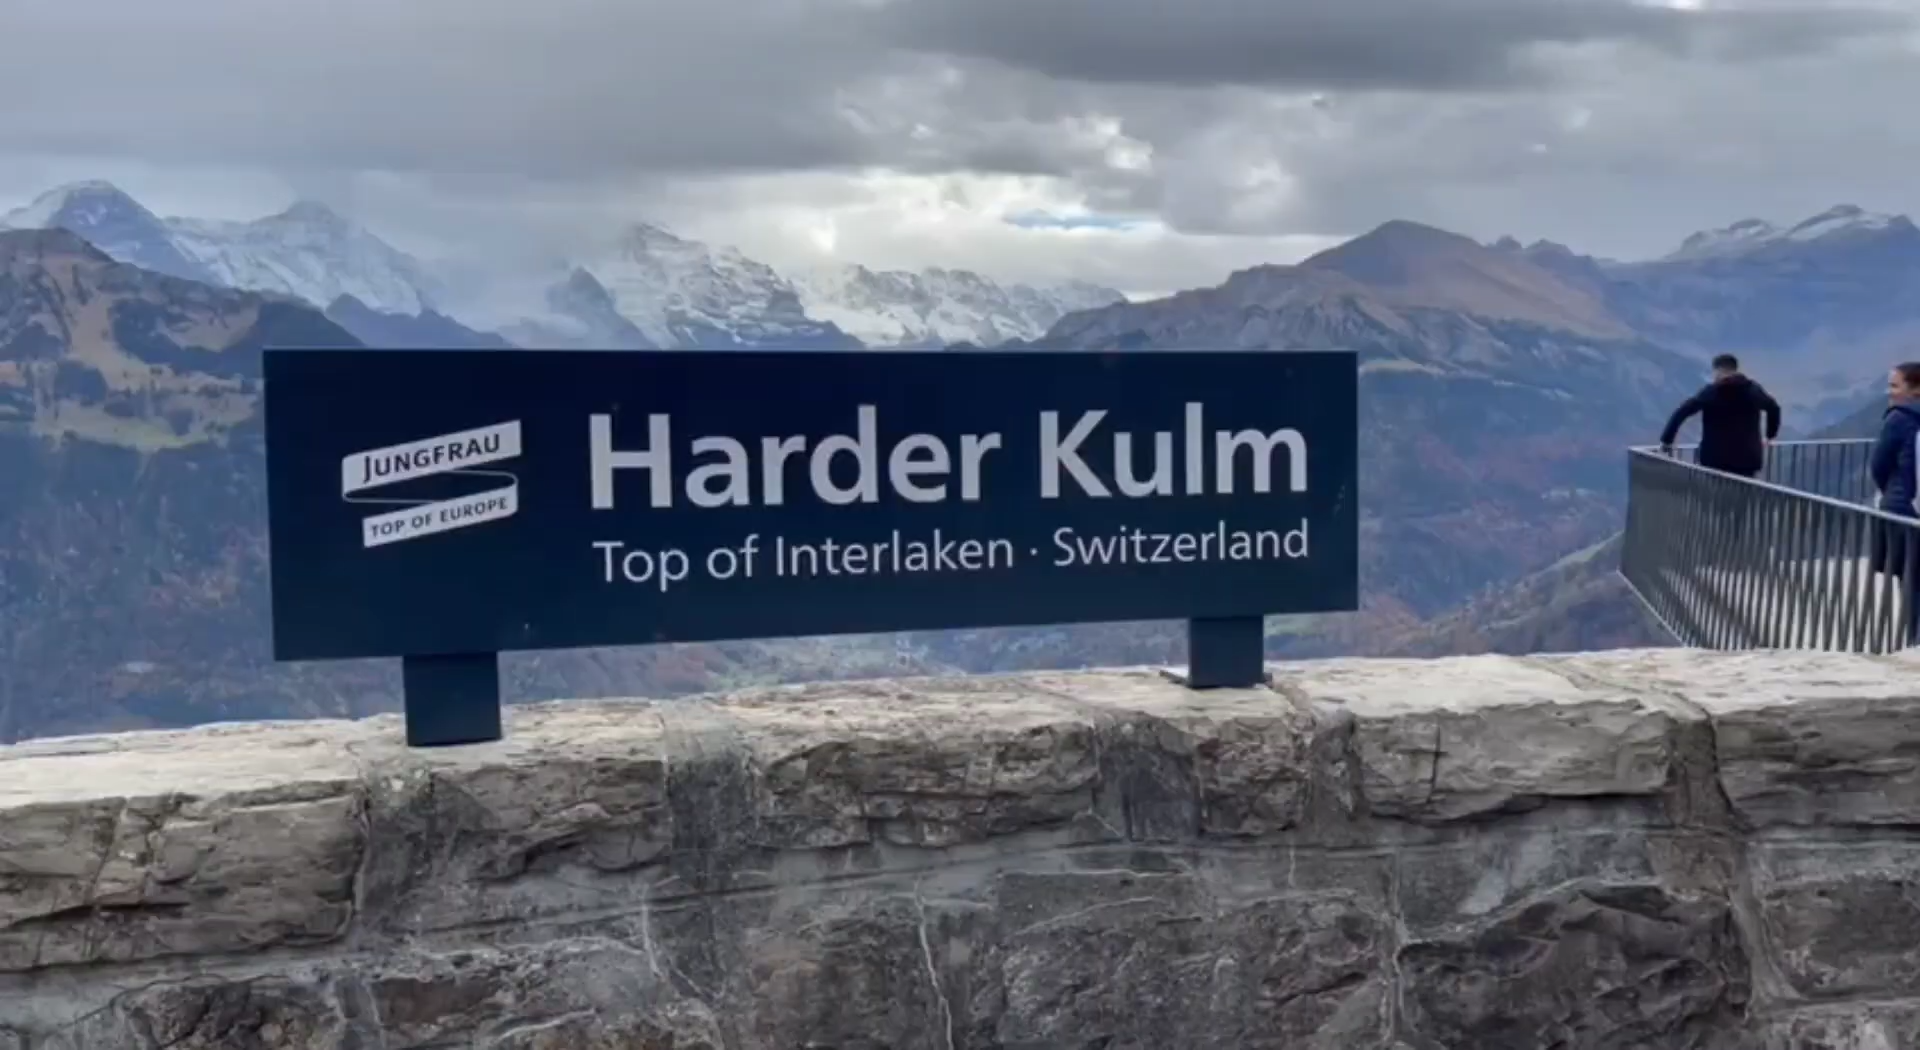 JUNGFRAU
TOP OF EUROPE
Harder Kulm
Top of Interlaken · Switzerland